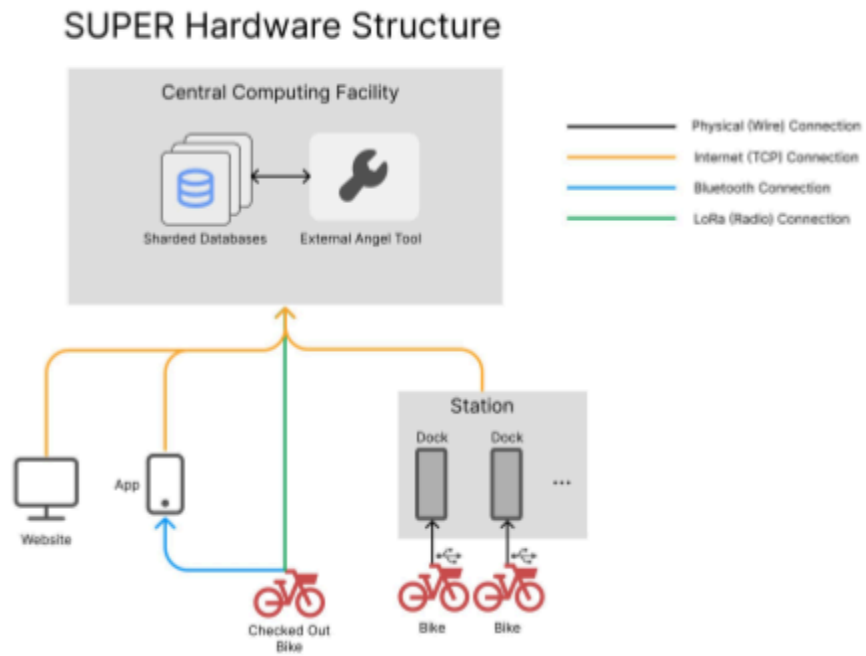 SUPER Hardware Structure
Central Computing Facility
Sharded Databases
External Angel Tool
Physical (Wire) Connection
Internet (TCP) Connection
Bluetooth Connection
LoRa (Radio) Connection
Website
App
Checked Out
Bike
Station
Dock
Dock
...
Bike
Bike